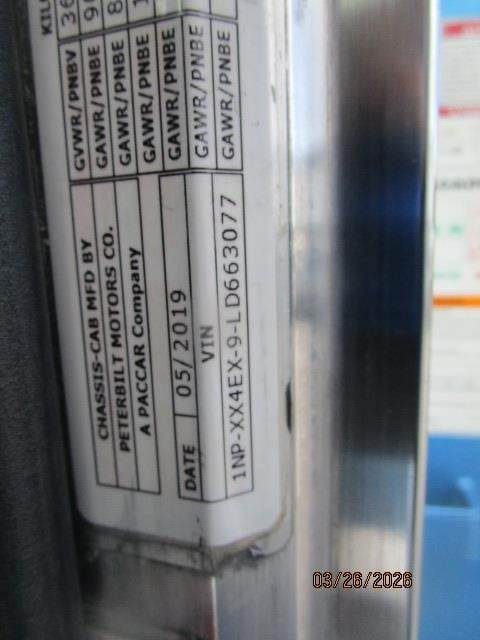 CHASSIS-CAB MFD BY
PETERBILT MOTORS CO.
A PACCAR Company
DATE 05/2019
VIN
1NP-XX4EX-9-LD663077
GVWR/PNBV 36
GAWR/PNBE
GAWR/PNBE
GAWR/PNBE
GAWR/PNBE
GAWR/PNBE
GAWR/PNBE
03/26/2026